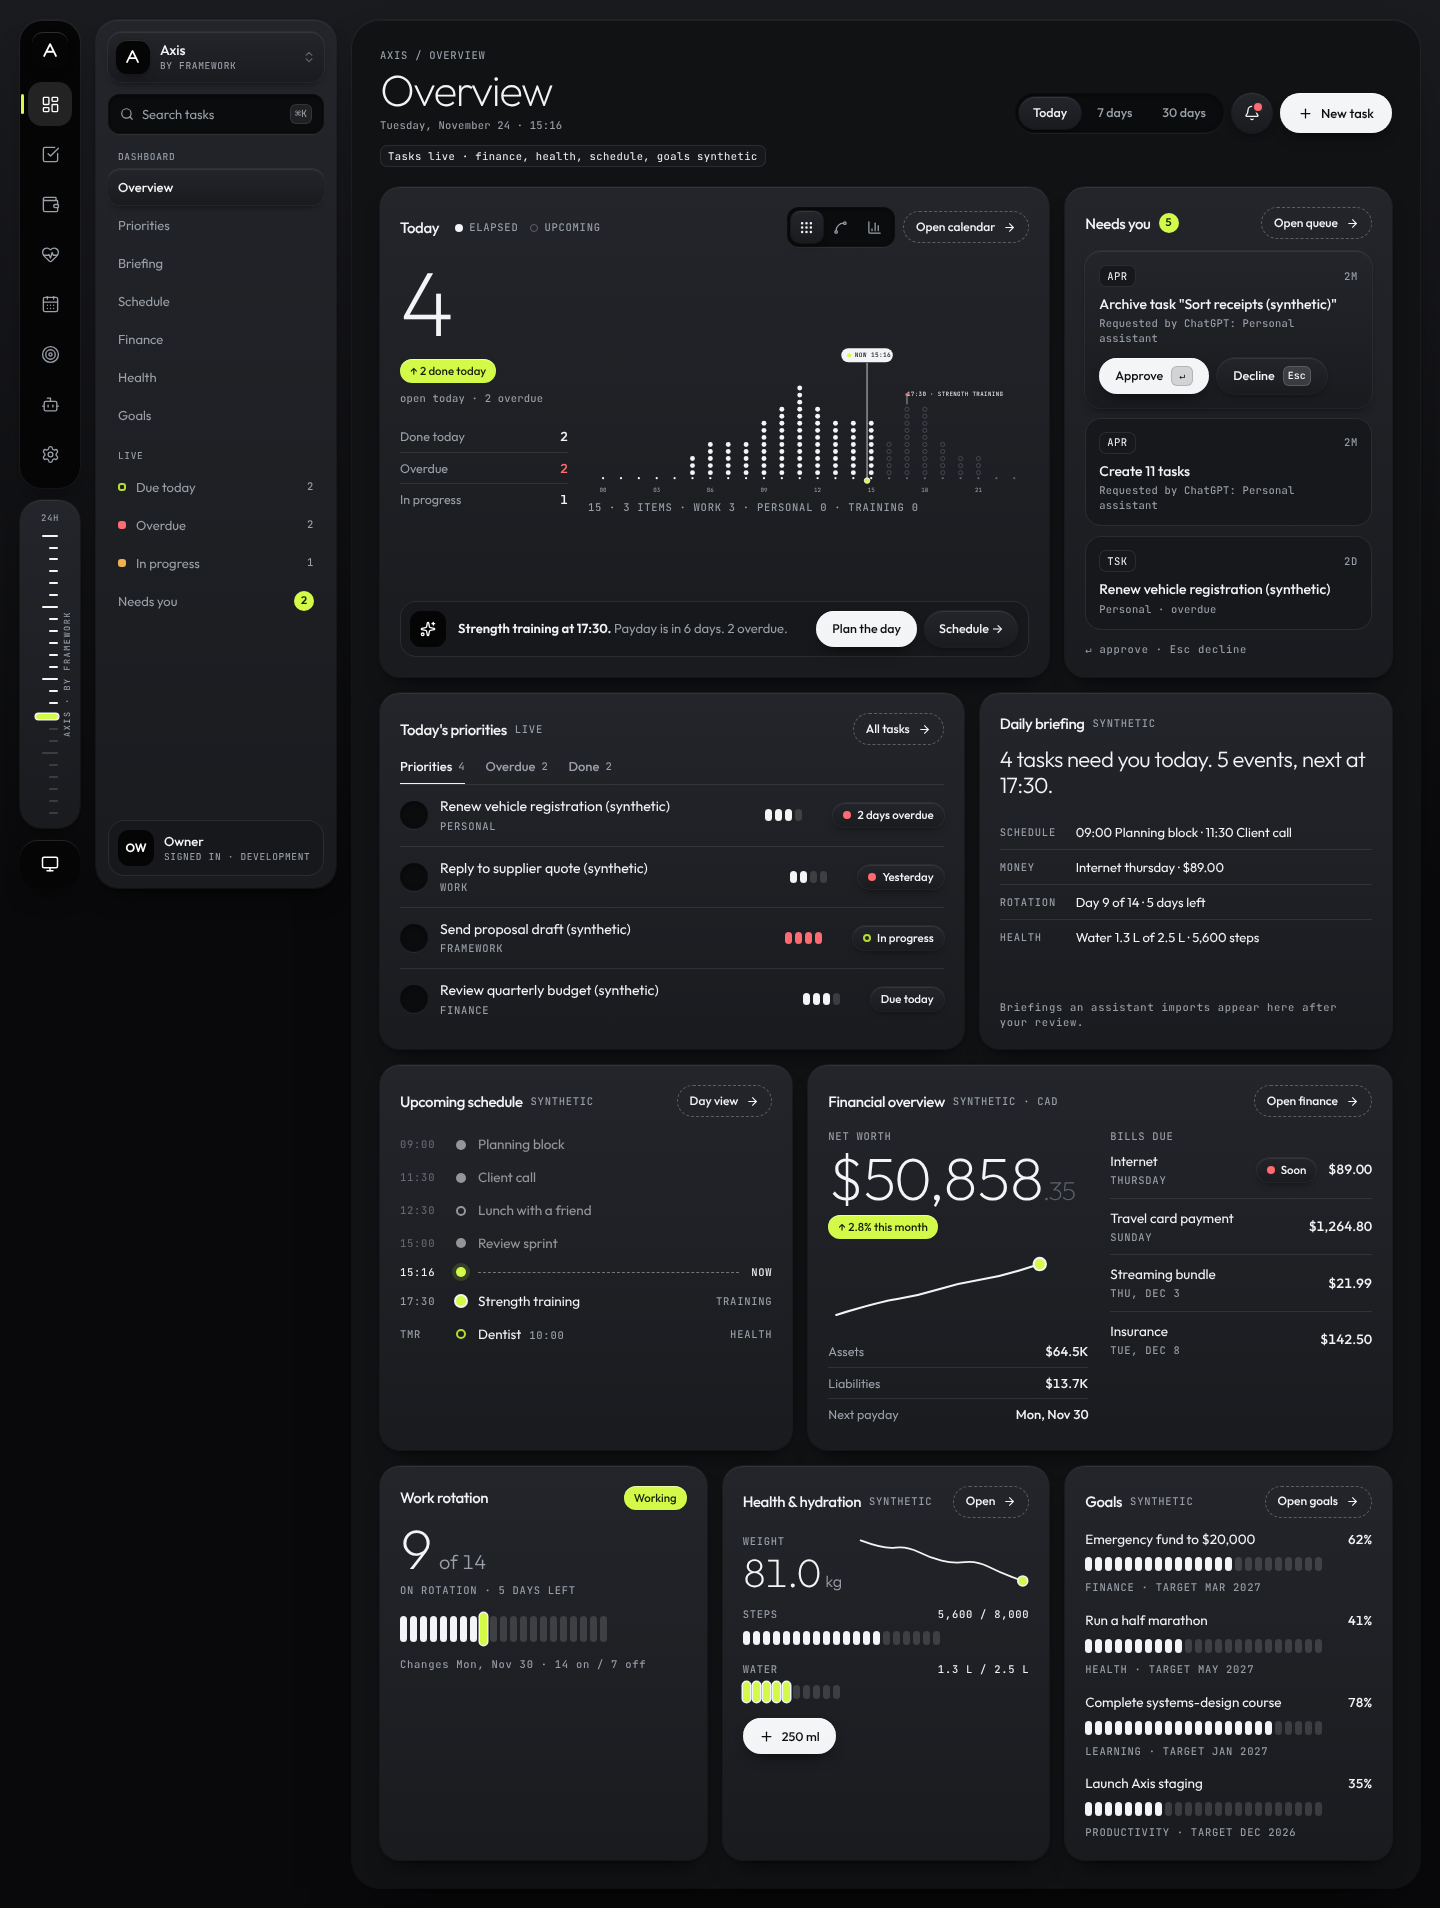 A
Axis
BY FRAMEWORK
Search tasks
⌘K
DASHBOARD
Overview
Priorities
Briefing
Schedule
Finance
Health
Goals
LIVE
Due today 2
Overdue 2
In progress 1
Needs you 2
24H
AXIS · BY FRAMEWORK
OW
Owner
SIGNED IN · DEVELOPMENT
AXIS / OVERVIEW
Overview
Tuesday, November 24 · 15:16
Tasks live · finance, health, schedule, goals synthetic
Today 7 days 30 days
New task
Today ELAPSED UPCOMING
Open calendar →
4
↑ 2 done today
open today · 2 overdue
Done today 2
Overdue 2
In progress 1
NOW 15:16
17:30 · STRENGTH TRAINING
00 03 06 09 12 15 18 21
15 · 3 ITEMS · WORK 3 · PERSONAL 0 · TRAINING 0
Strength training at 17:30. Payday is in 6 days. 2 overdue.
Plan the day
Schedule →
Needs you 5
Open queue →
APR 2M
Archive task "Sort receipts (synthetic)"
Requested by ChatGPT: Personal
assistant
Approve ↵
Decline Esc
APR 2M
Create 11 tasks
Requested by ChatGPT: Personal
assistant
TSK 2D
Renew vehicle registration (synthetic)
Personal · overdue
↵ approve · Esc decline
Today's priorities LIVE
All tasks →
Priorities 4 Overdue 2 Done 2
Renew vehicle registration (synthetic)
PERSONAL
2 days overdue
Reply to supplier quote (synthetic)
WORK
Yesterday
Send proposal draft (synthetic)
FRAMEWORK
In progress
Review quarterly budget (synthetic)
FINANCE
Due today
Daily briefing SYNTHETIC
4 tasks need you today. 5 events, next at
17:30.
SCHEDULE 09:00 Planning block · 11:30 Client call
MONEY Internet thursday · $89.00
ROTATION Day 9 of 14 · 5 days left
HEALTH Water 1.3 L of 2.5 L · 5,600 steps
Briefings an assistant imports appear here after
your review.
Upcoming schedule SYNTHETIC
Day view →
09:00 Planning block
11:30 Client call
12:30 Lunch with a friend
15:00 Review sprint
15:16 NOW
17:30 Strength training TRAINING
TMR Dentist 10:00 HEALTH
Financial overview SYNTHETIC · CAD
Open finance →
NET WORTH
$50,858.35
↑ 2.8% this month
Assets $64.5K
Liabilities $13.7K
Next payday Mon, Nov 30
BILLS DUE
Internet
THURSDAY
Soon $89.00
Travel card payment
SUNDAY
$1,264.80
Streaming bundle
THU, DEC 3
$21.99
Insurance
TUE, DEC 8
$142.50
Work rotation
Working
9 of 14
ON ROTATION · 5 DAYS LEFT
Changes Mon, Nov 30 · 14 on / 7 off
Health & hydration SYNTHETIC
Open →
WEIGHT
81.0 kg
STEPS 5,600 / 8,000
WATER 1.3 L / 2.5 L
+ 250 ml
Goals SYNTHETIC
Open goals →
Emergency fund to $20,000 62%
FINANCE · TARGET MAR 2027
Run a half marathon 41%
HEALTH · TARGET MAY 2027
Complete systems-design course 78%
LEARNING · TARGET JAN 2027
Launch Axis staging 35%
PRODUCTIVITY · TARGET DEC 2026